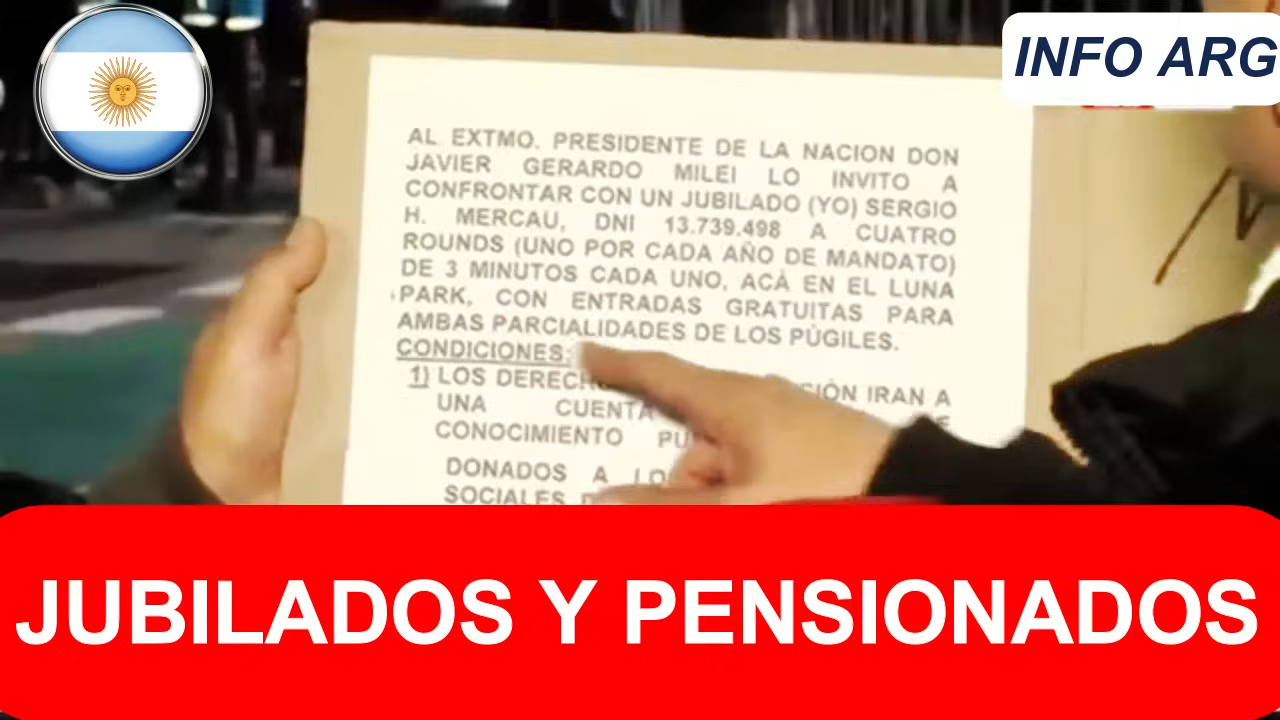 INFO ARG
AL EXTMO. PRESIDENTE DE LA NACION DON
JAVIER GERARDO MILEI LO INVITO A
CONFRONTAR CON UN JUBILADO (YO) SERGIO
H. MERCAU, DNI 13.739.498 A CUATRO
ROUNDS (UNO POR CADA AÑO DE MANDATO)
DE 3 MINUTOS CADA UNO, ACÀ EN EL LUNA
PARK, CON ENTRADAS GRATUITAS PARA
AMBAS PARCIALIDADES DE LOS PÙGILES.
CONDICIONES:
1) LOS IRAN A
UNA CUENTA
CONOCIMIENTO
DONADOS A
SOCIALES
JUBILADOS Y PENSIONADOS